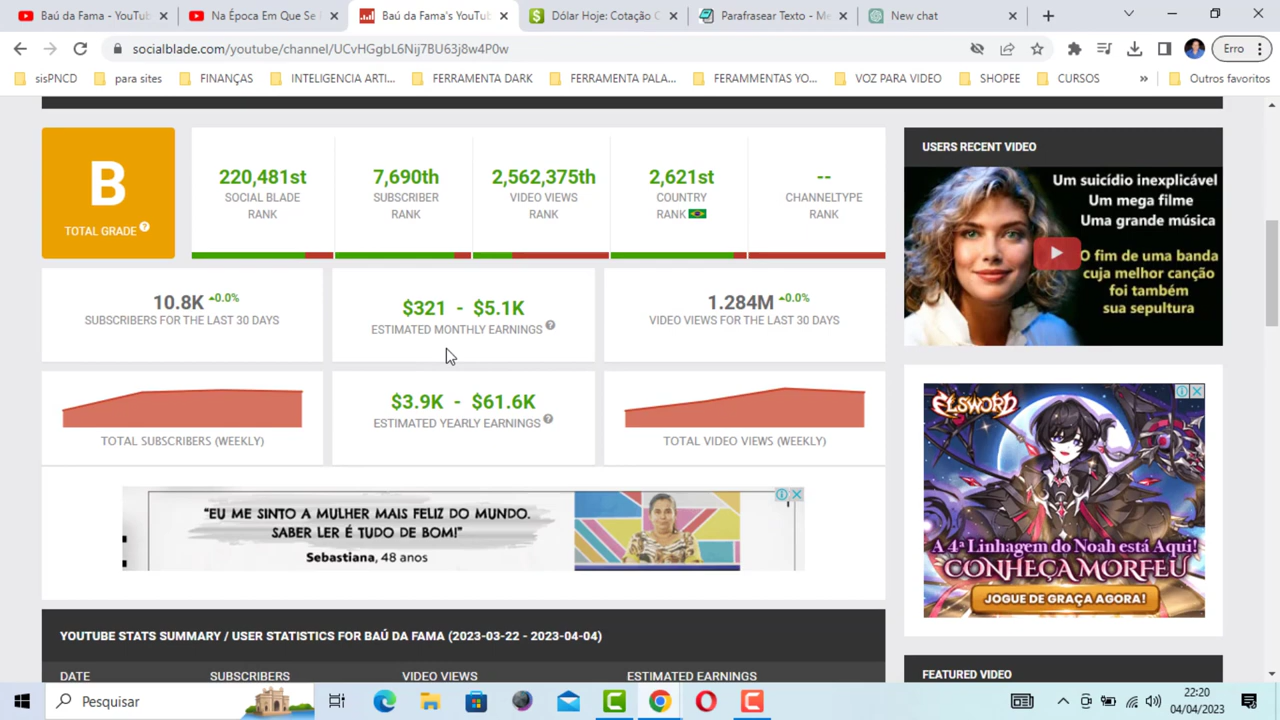 Baú da Fama - YouTu
Na Época Em Que Se
Baú da Fama's YouTub
Dólar Hoje: Cotação
Parafrasear Texto - Me
New chat
socialblade.com/youtube/channel/UCvHGgbL6Nij7BU63j8w4P0w
Erro
sisPNCD
para sites
FINANÇAS
INTELIGENCIA ARTI...
FERRAMENTA DARK
FERRAMENTA PALA...
FERAMMENTAS YO...
VOZ PARA VIDEO
SHOPEE
CURSOS
»
Outros favoritos
B
TOTAL GRADE
220,481st
SOCIAL BLADE
RANK
7,690th
SUBSCRIBER
RANK
2,562,375th
VIDEO VIEWS
RANK
2,621st
COUNTRY
RANK
--
CHANNELTYPE
RANK
10.8K 0.0%
SUBSCRIBERS FOR THE LAST 30 DAYS
$321 - $5.1K
ESTIMATED MONTHLY EARNINGS
1.284M 0.0%
VIDEO VIEWS FOR THE LAST 30 DAYS
TOTAL SUBSCRIBERS (WEEKLY)
$3.9K - $61.6K
ESTIMATED YEARLY EARNINGS
TOTAL VIDEO VIEWS (WEEKLY)
"EU ME SINTO A MULHER MAIS FELIZ DO MUNDO.
SABER LER É TUDO DE BOM!"
Sebastiana, 48 anos
YOUTUBE STATS SUMMARY / USER STATISTICS FOR BAÚ DA FAMA (2023-03-22 - 2023-04-04)
DATE
SUBSCRIBERS
VIDEO VIEWS
ESTIMATED EARNINGS
USERS RECENT VIDEO
Um suicídio inexplicável
Um mega filme
Uma grande música
O fim de uma banda
cuja melhor canção
foi também
sua sepultura
ELSWORD
A 4ª Linhagem do Noah está Aqui!
CONHEÇA MORFEU
JOGUE DE GRAÇA AGORA!
FEATURED VIDEO
Pesquisar
22:20
04/04/2023